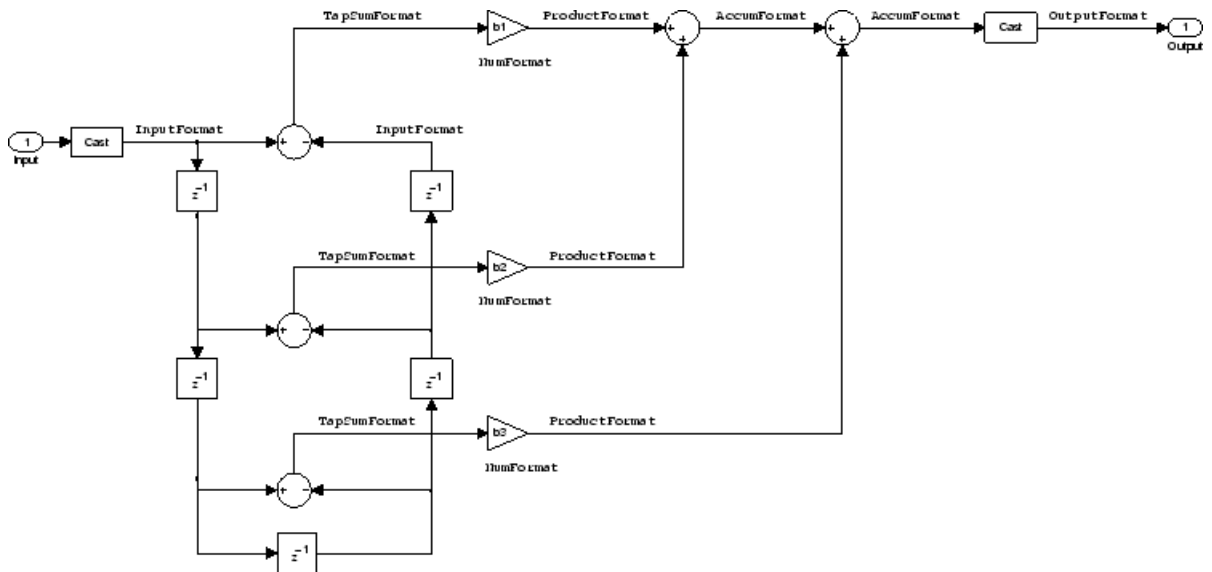 TapSumFormat b1 ProductFormat AccumFormat AccumFormat Cast OutputFormat 1
+ + + +
Output
NumFormat
1 Cast InputFormat + - InputFormat
Input
z⁻¹ z⁻¹
TapSumFormat b2 ProductFormat
NumFormat
+ -
z⁻¹ z⁻¹
TapSumFormat b3 ProductFormat
NumFormat
+ -
z⁻¹